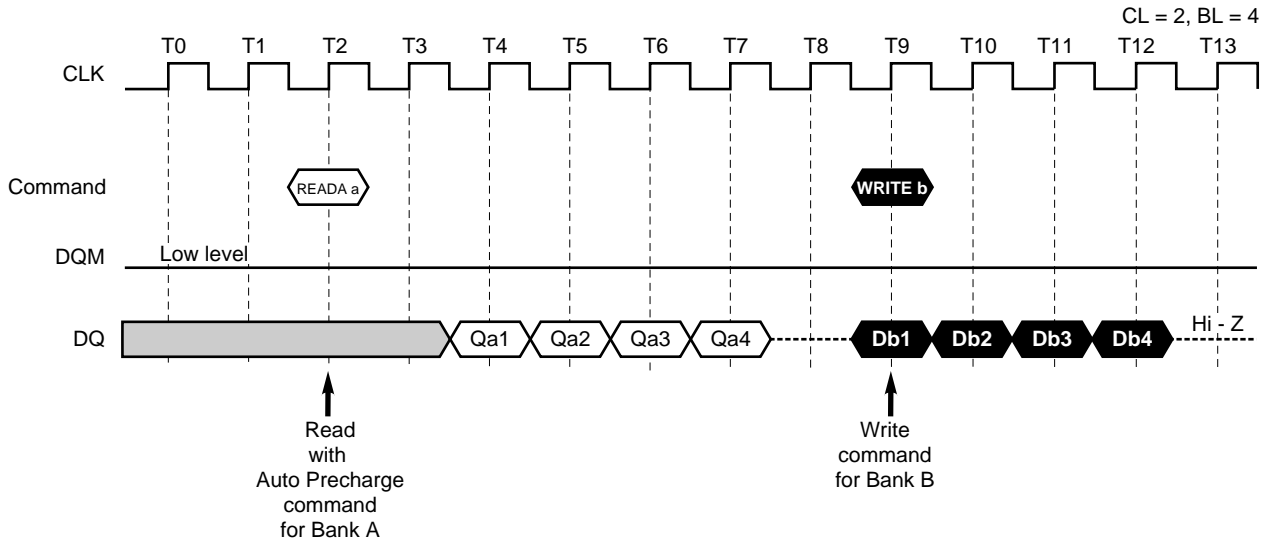 CL = 2, BL = 4
T0 T1 T2 T3 T4 T5 T6 T7 T8 T9 T10 T11 T12 T13
CLK
Command READA a WRITE b
DQM Low level
DQ Qa1 Qa2 Qa3 Qa4 Db1 Db2 Db3 Db4 Hi - Z
Read
with
Auto Precharge
command
for Bank A
Write
command
for Bank B